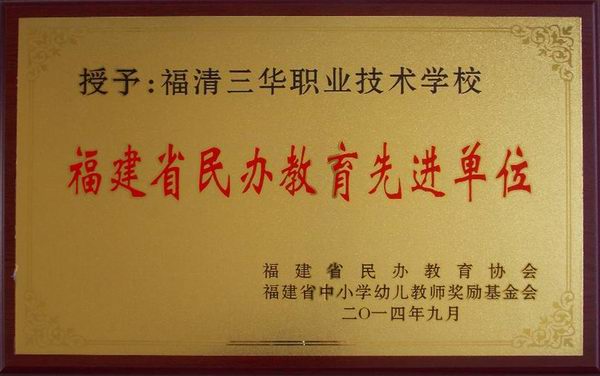 授予:福清三华职业技术学校
福建省民办教育先进单位
福建省民办教育协会
福建省中小学幼儿教师奖励基金会
二〇一四年九月